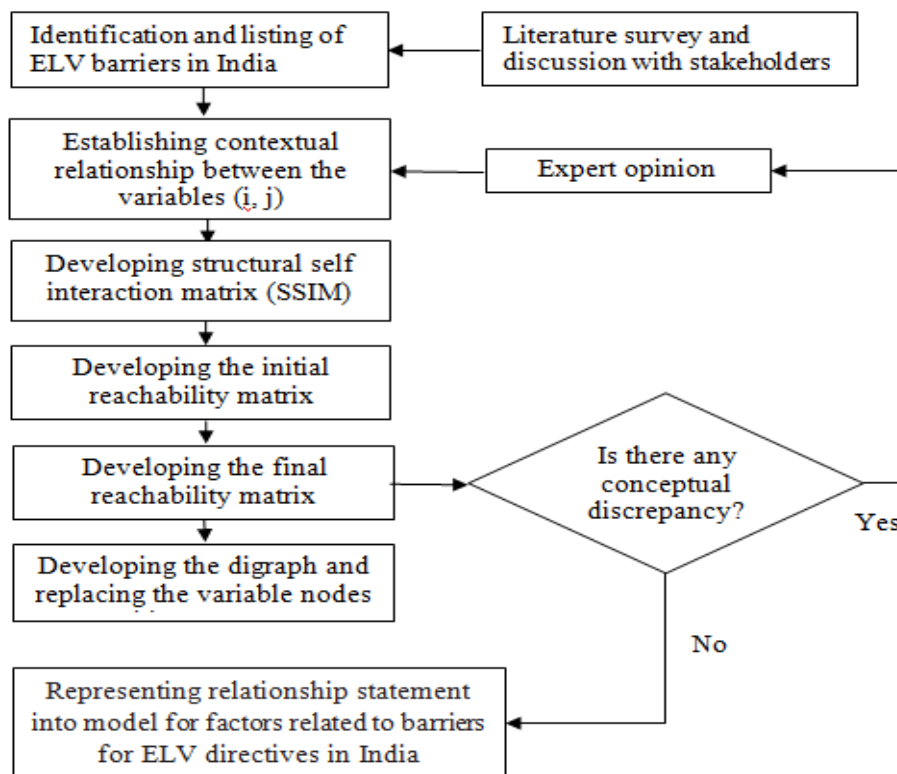 Identification and listing of
ELV barriers in India
Literature survey and
discussion with stakeholders
Establishing contextual
relationship between the
variables (i, j)
Expert opinion
Developing structural self
interaction matrix (SSIM)
Developing the initial
reachability matrix
Developing the final
reachability matrix
Is there any
conceptual
discrepancy?
Yes
Developing the digraph and
replacing the variable nodes
No
Representing relationship statement
into model for factors related to barriers
for ELV directives in India